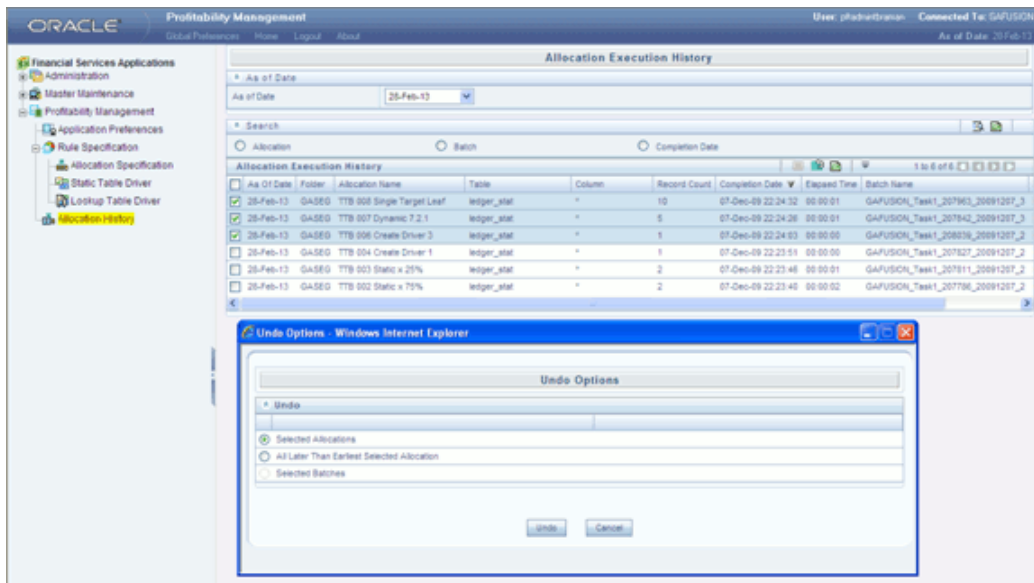 ORACLE
Profitability Management
User: Connected To: GAFUSION
Global Preferences Home Logout About
As of Date: 28-Feb-13
Financial Services Applications
Administration
Master Maintenance
Profitability Management
Application Preferences
Rule Specification
Allocation Specification
Static Table Driver
Lookup Table Driver
Allocation History
Allocation Execution History
As of Date
As of Date 28-Feb-13
Search
Allocation Batch Completion Date
Allocation Execution History 1 to 6 of 6
As Of Date Folder Allocation Name Table Column Record Count Completion Date Elapsed Time Batch Name
28-Feb-13 GASEG TTB 008 Single Target Leaf ledger_stat * 10 07-Dec-09 22:24:32 00:00:01 GAFUSION_Task1_207963_20091207_3
28-Feb-13 GASEG TTB 007 Dynamic 7.2.1 ledger_stat * 5 07-Dec-09 22:24:26 00:00:01 GAFUSION_Task1_207842_20091207_3
28-Feb-13 GASEG TTB 006 Create Driver 3 ledger_stat * 1 07-Dec-09 22:24:03 00:00:00 GAFUSION_Task1_208039_20091207_2
28-Feb-13 GASEG TTB 004 Create Driver 1 ledger_stat * 1 07-Dec-09 22:23:51 00:00:00 GAFUSION_Task1_207827_20091207_2
28-Feb-13 GASEG TTB 003 Static x 25% ledger_stat * 2 07-Dec-09 22:23:46 00:00:01 GAFUSION_Task1_207811_20091207_2
28-Feb-13 GASEG TTB 002 Static x 75% ledger_stat * 2 07-Dec-09 22:23:40 00:00:02 GAFUSION_Task1_207786_20091207_2
Undo Options - Windows Internet Explorer
Undo Options
Undo
Selected Allocations
All Later Than Earliest Selected Allocation
Selected Batches
Undo Cancel